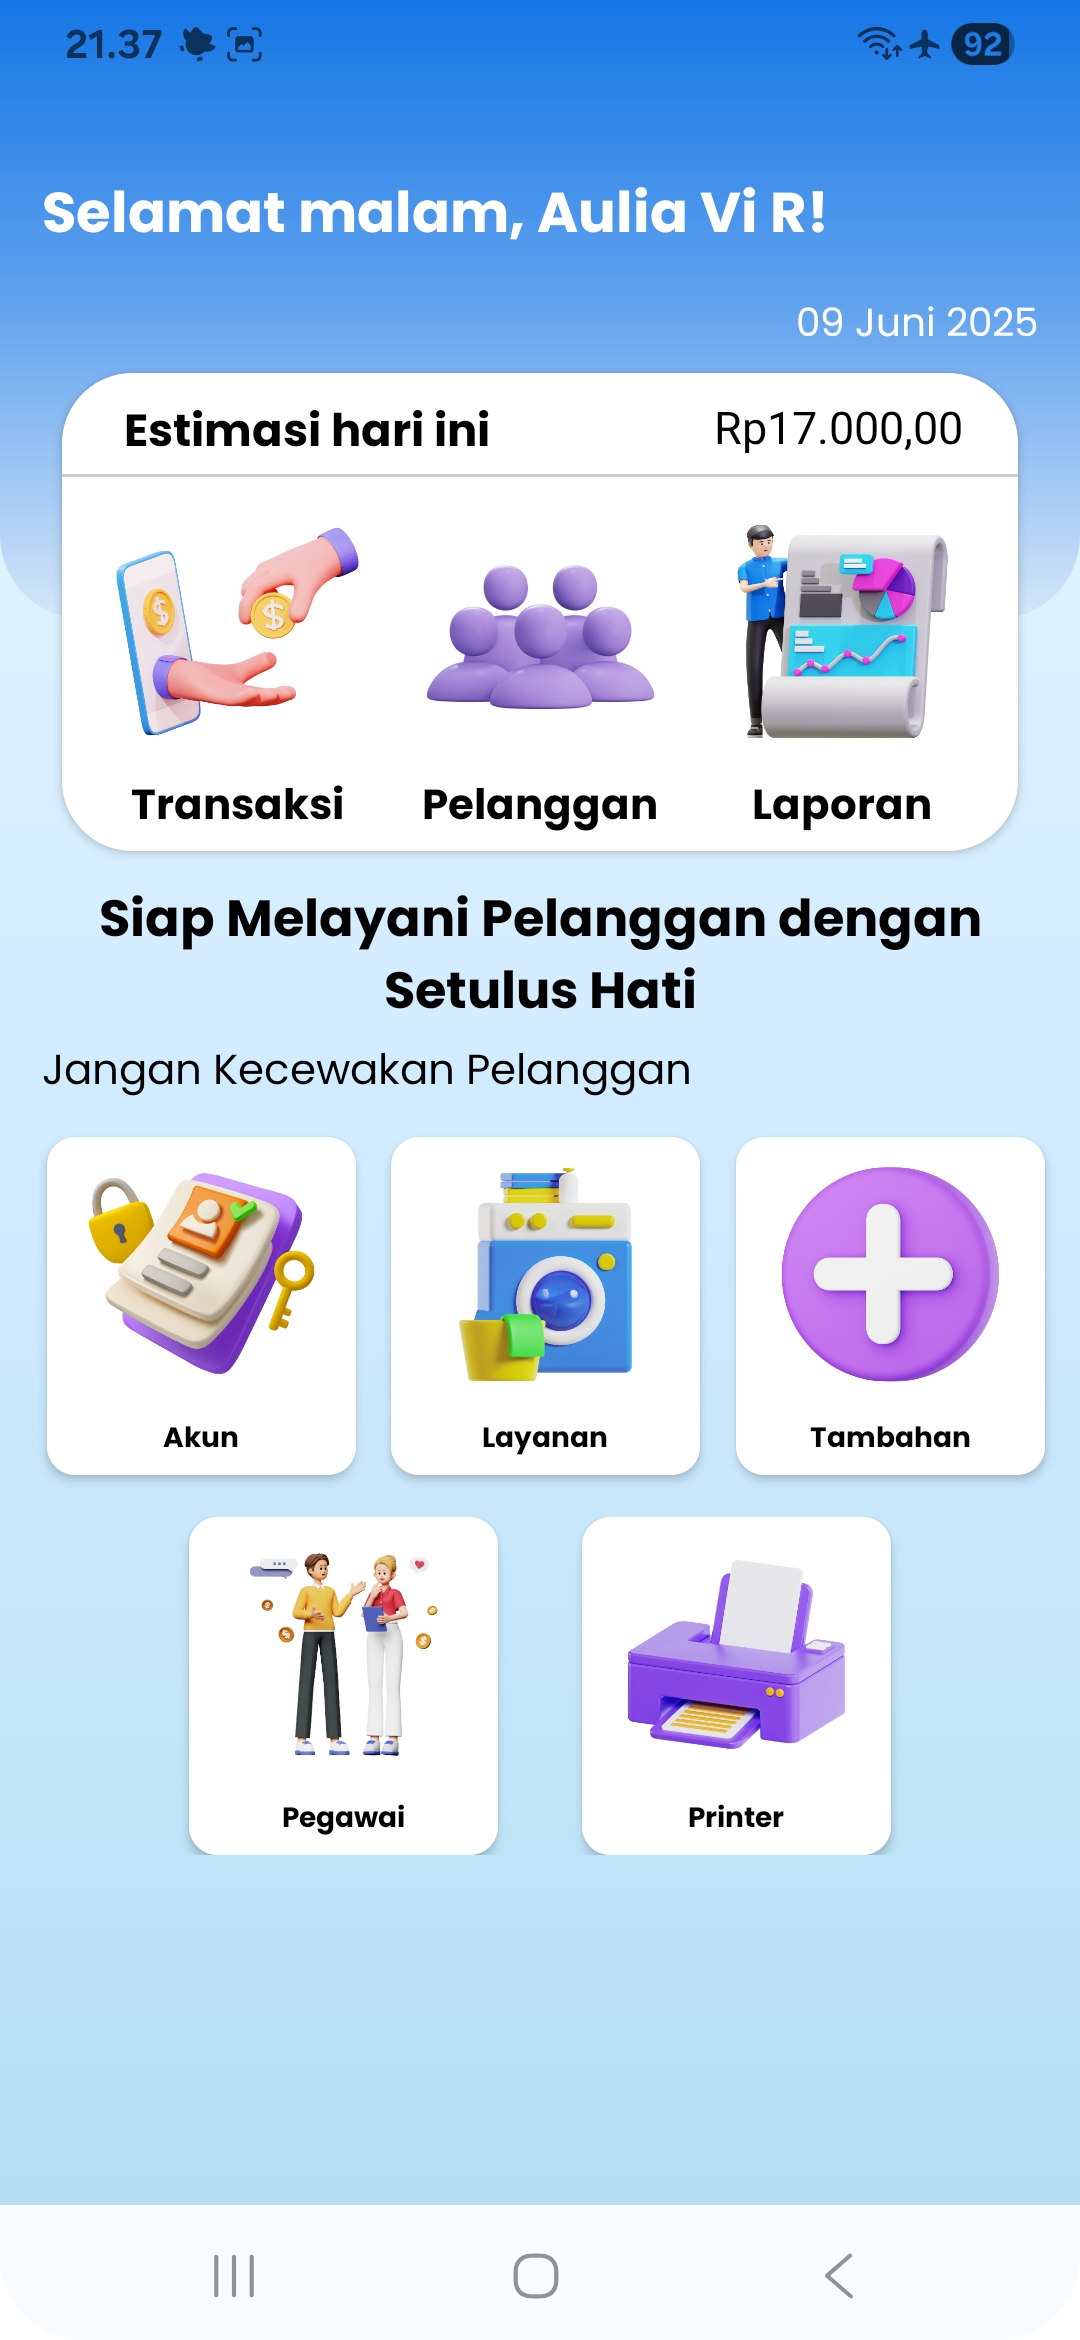 21.37
92
Selamat malam, Aulia Vi R!
09 Juni 2025
Estimasi hari ini Rp17.000,00
Transaksi Pelanggan Laporan
Siap Melayani Pelanggan dengan
Setulus Hati
Jangan Kecewakan Pelanggan
Akun Layanan Tambahan
Pegawai Printer